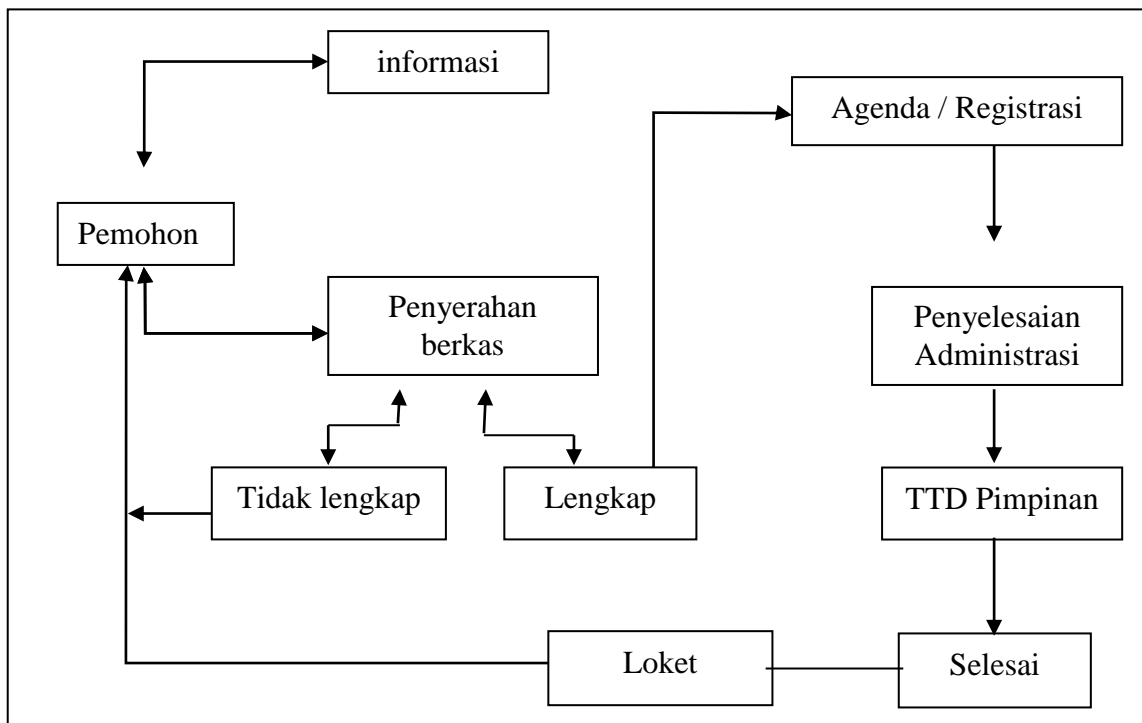 informasi
Agenda / Registrasi
Pemohon
Penyerahan
berkas
Penyelesaian
Administrasi
Tidak lengkap
Lengkap
TTD Pimpinan
Loket
Selesai